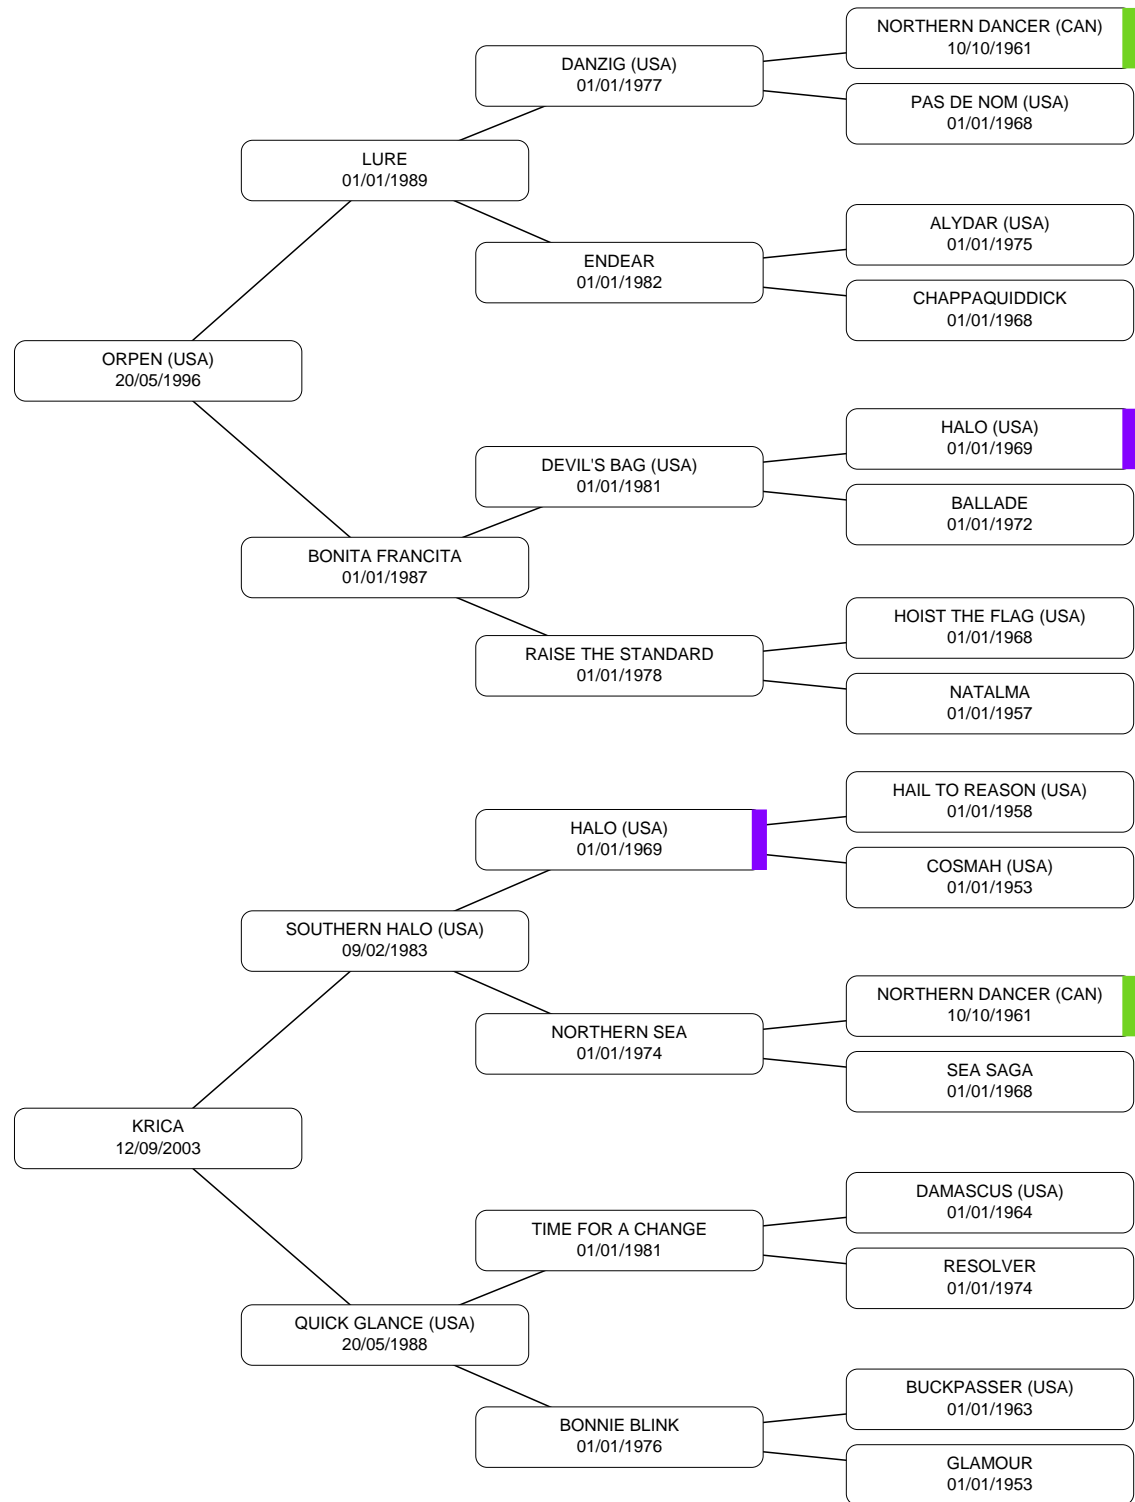 NORTHERN DANCER (CAN)
10/10/1961
DANZIG (USA)
01/01/1977
PAS DE NOM (USA)
01/01/1968
LURE
01/01/1989
ALYDAR (USA)
01/01/1975
ENDEAR
01/01/1982
CHAPPAQUIDDICK
01/01/1968
ORPEN (USA)
20/05/1996
HALO (USA)
01/01/1969
DEVIL'S BAG (USA)
01/01/1981
BALLADE
01/01/1972
BONITA FRANCITA
01/01/1987
HOIST THE FLAG (USA)
01/01/1968
RAISE THE STANDARD
01/01/1978
NATALMA
01/01/1957
HAIL TO REASON (USA)
01/01/1958
HALO (USA)
01/01/1969
COSMAH (USA)
01/01/1953
SOUTHERN HALO (USA)
09/02/1983
NORTHERN DANCER (CAN)
10/10/1961
NORTHERN SEA
01/01/1974
SEA SAGA
01/01/1968
KRICA
12/09/2003
DAMASCUS (USA)
01/01/1964
TIME FOR A CHANGE
01/01/1981
RESOLVER
01/01/1974
QUICK GLANCE (USA)
20/05/1988
BUCKPASSER (USA)
01/01/1963
BONNIE BLINK
01/01/1976
GLAMOUR
01/01/1953